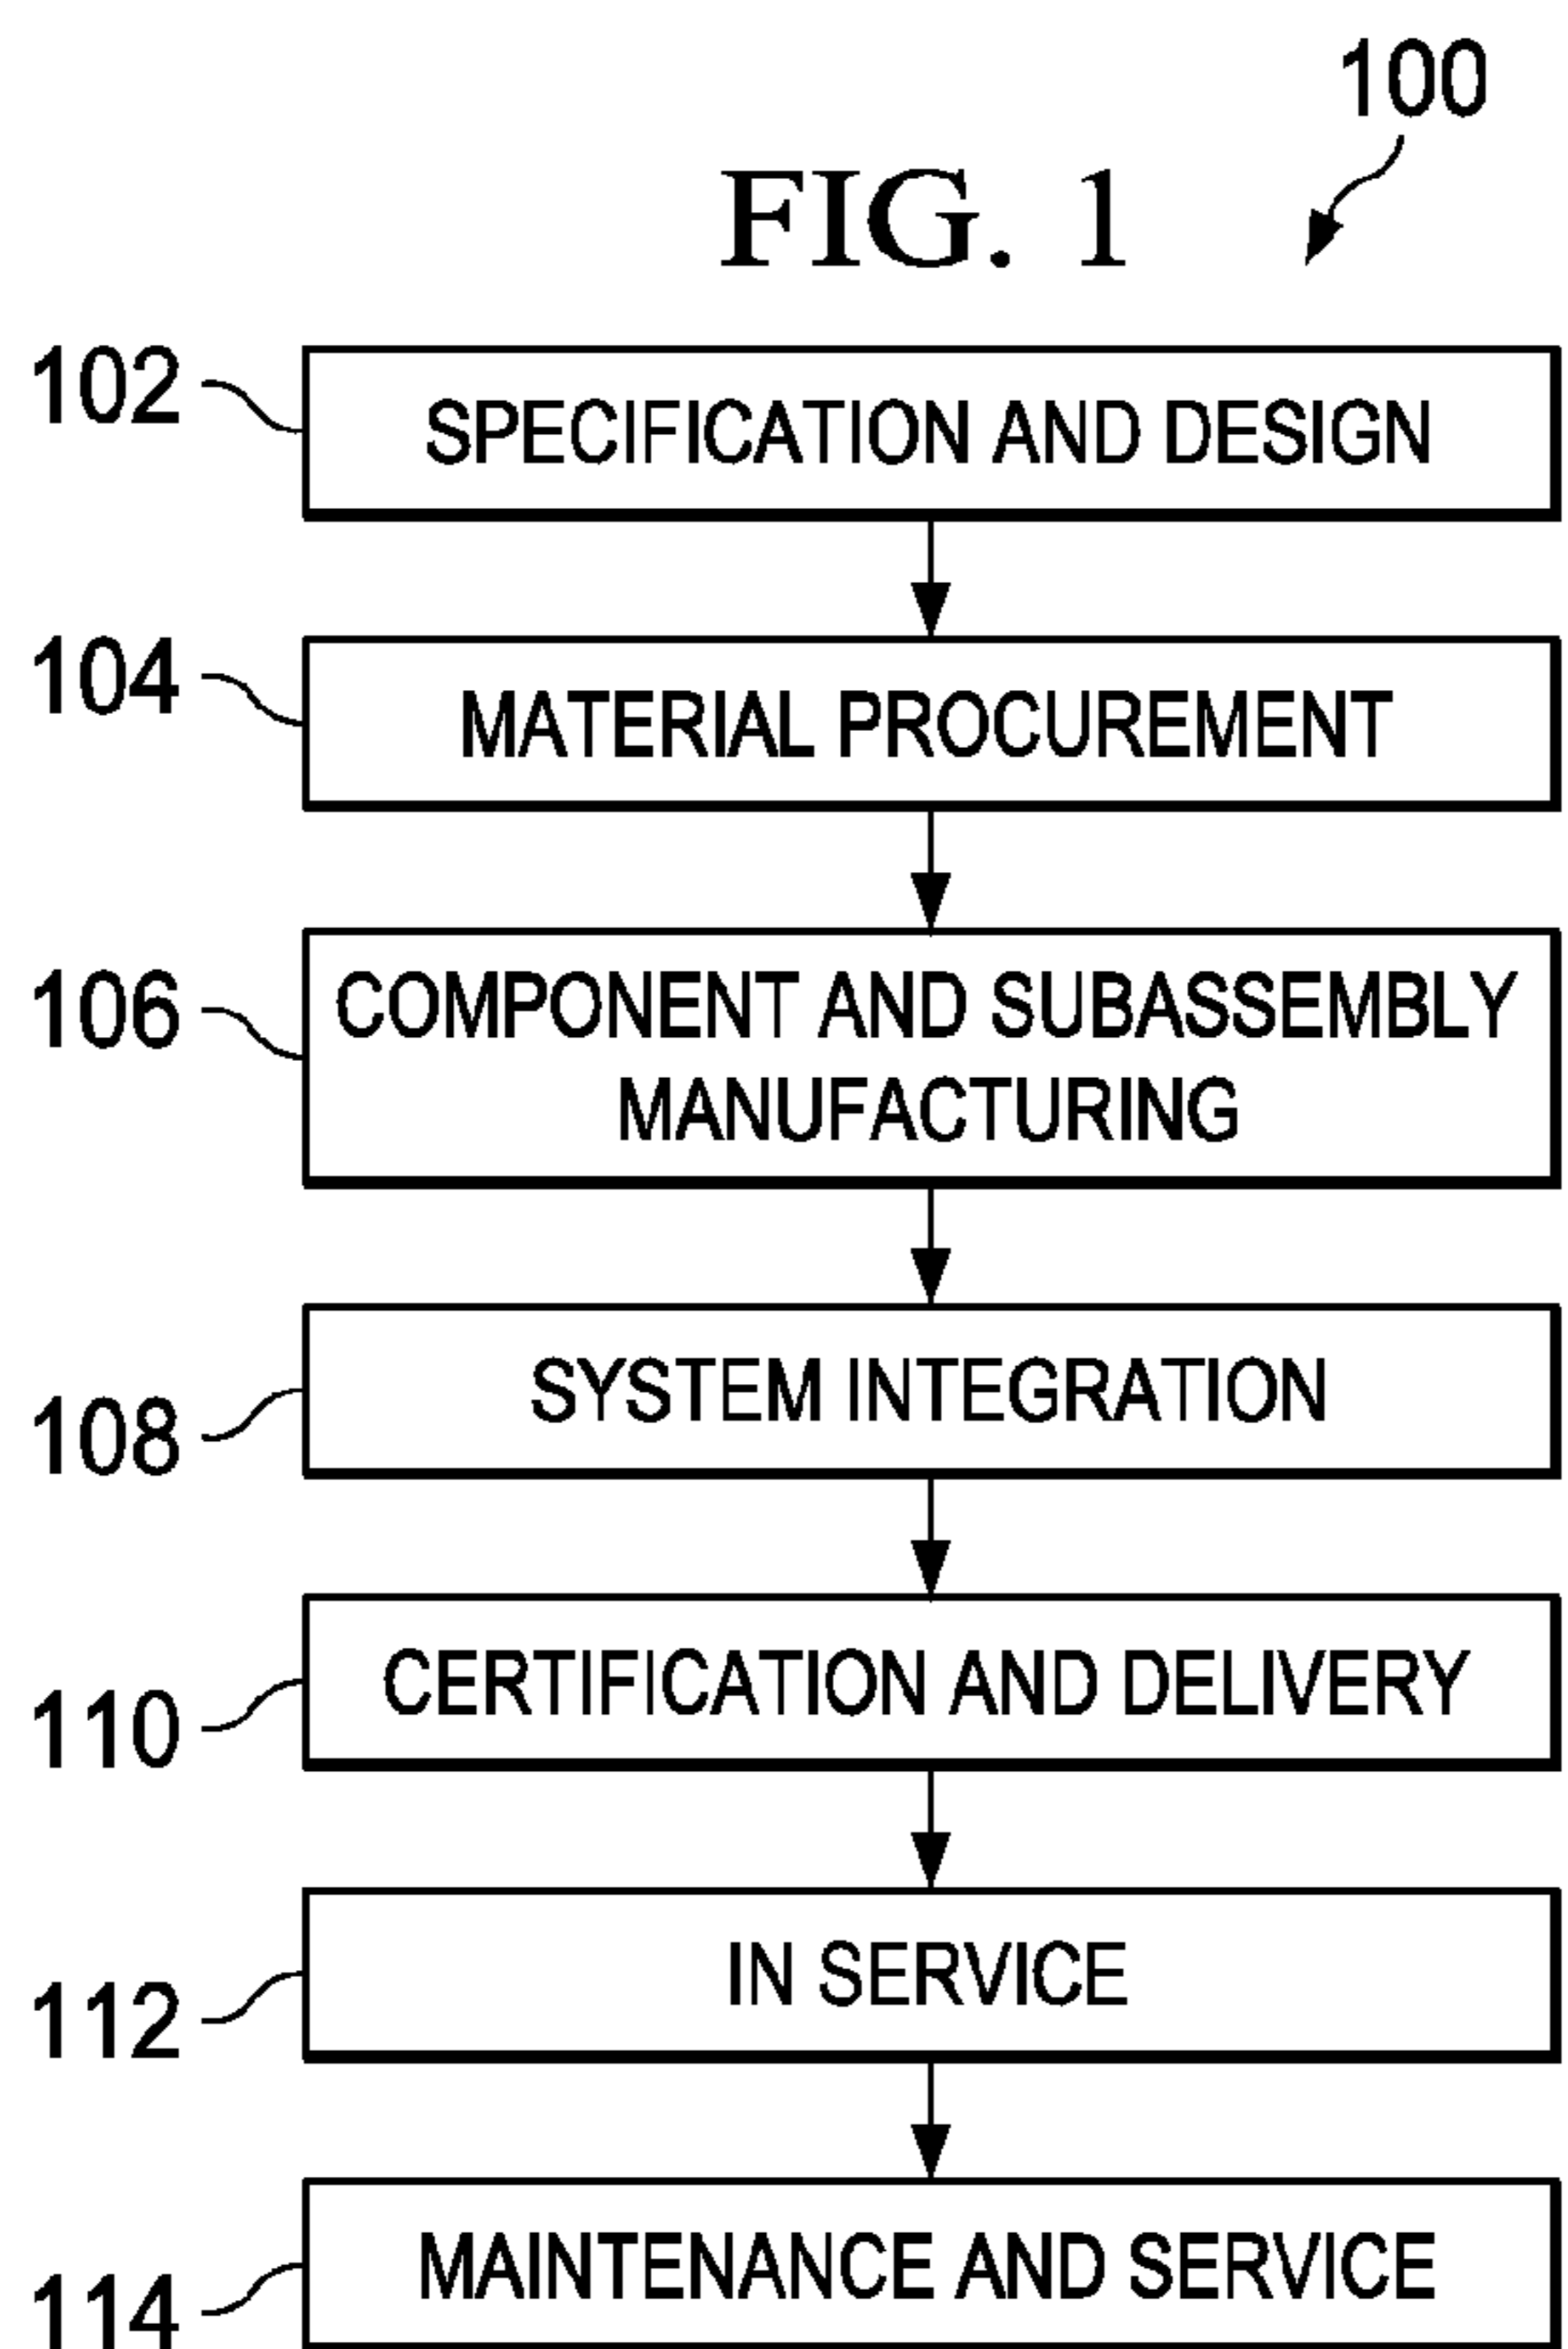 100
FIG. 1
102
SPECIFICATION AND DESIGN
104
MATERIAL PROCUREMENT
106
COMPONENT AND SUBASSEMBLY
MANUFACTURING
108
SYSTEM INTEGRATION
110
CERTIFICATION AND DELIVERY
112
IN SERVICE
114
MAINTENANCE AND SERVICE